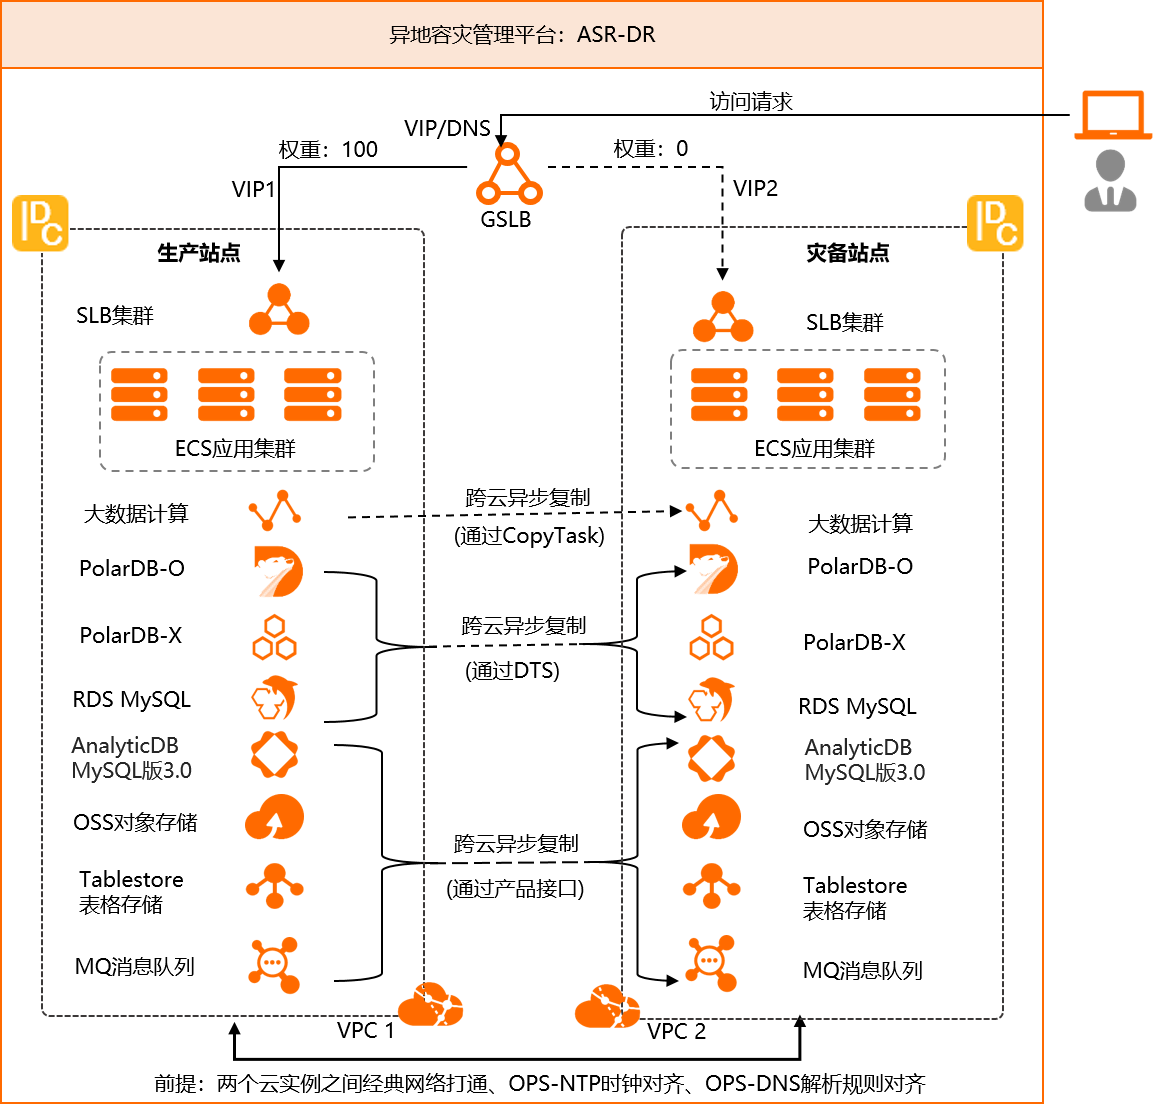 异地容灾管理平台：ASR-DR
访问请求
VIP/DNS
权重：100
权重：0
VIP1
VIP2
GSLB
IDC
IDC
生产站点
灾备站点
SLB集群
SLB集群
ECS应用集群
ECS应用集群
大数据计算
跨云异步复制
(通过CopyTask)
大数据计算
PolarDB-O
PolarDB-O
PolarDB-X
跨云异步复制
(通过DTS)
PolarDB-X
RDS MySQL
RDS MySQL
AnalyticDB
MySQL版3.0
AnalyticDB
MySQL版3.0
OSS对象存储
跨云异步复制
(通过产品接口)
OSS对象存储
Tablestore
表格存储
Tablestore
表格存储
MQ消息队列
MQ消息队列
VPC 1
VPC 2
前提：两个云实例之间经典网络打通、OPS-NTP时钟对齐、OPS-DNS解析规则对齐